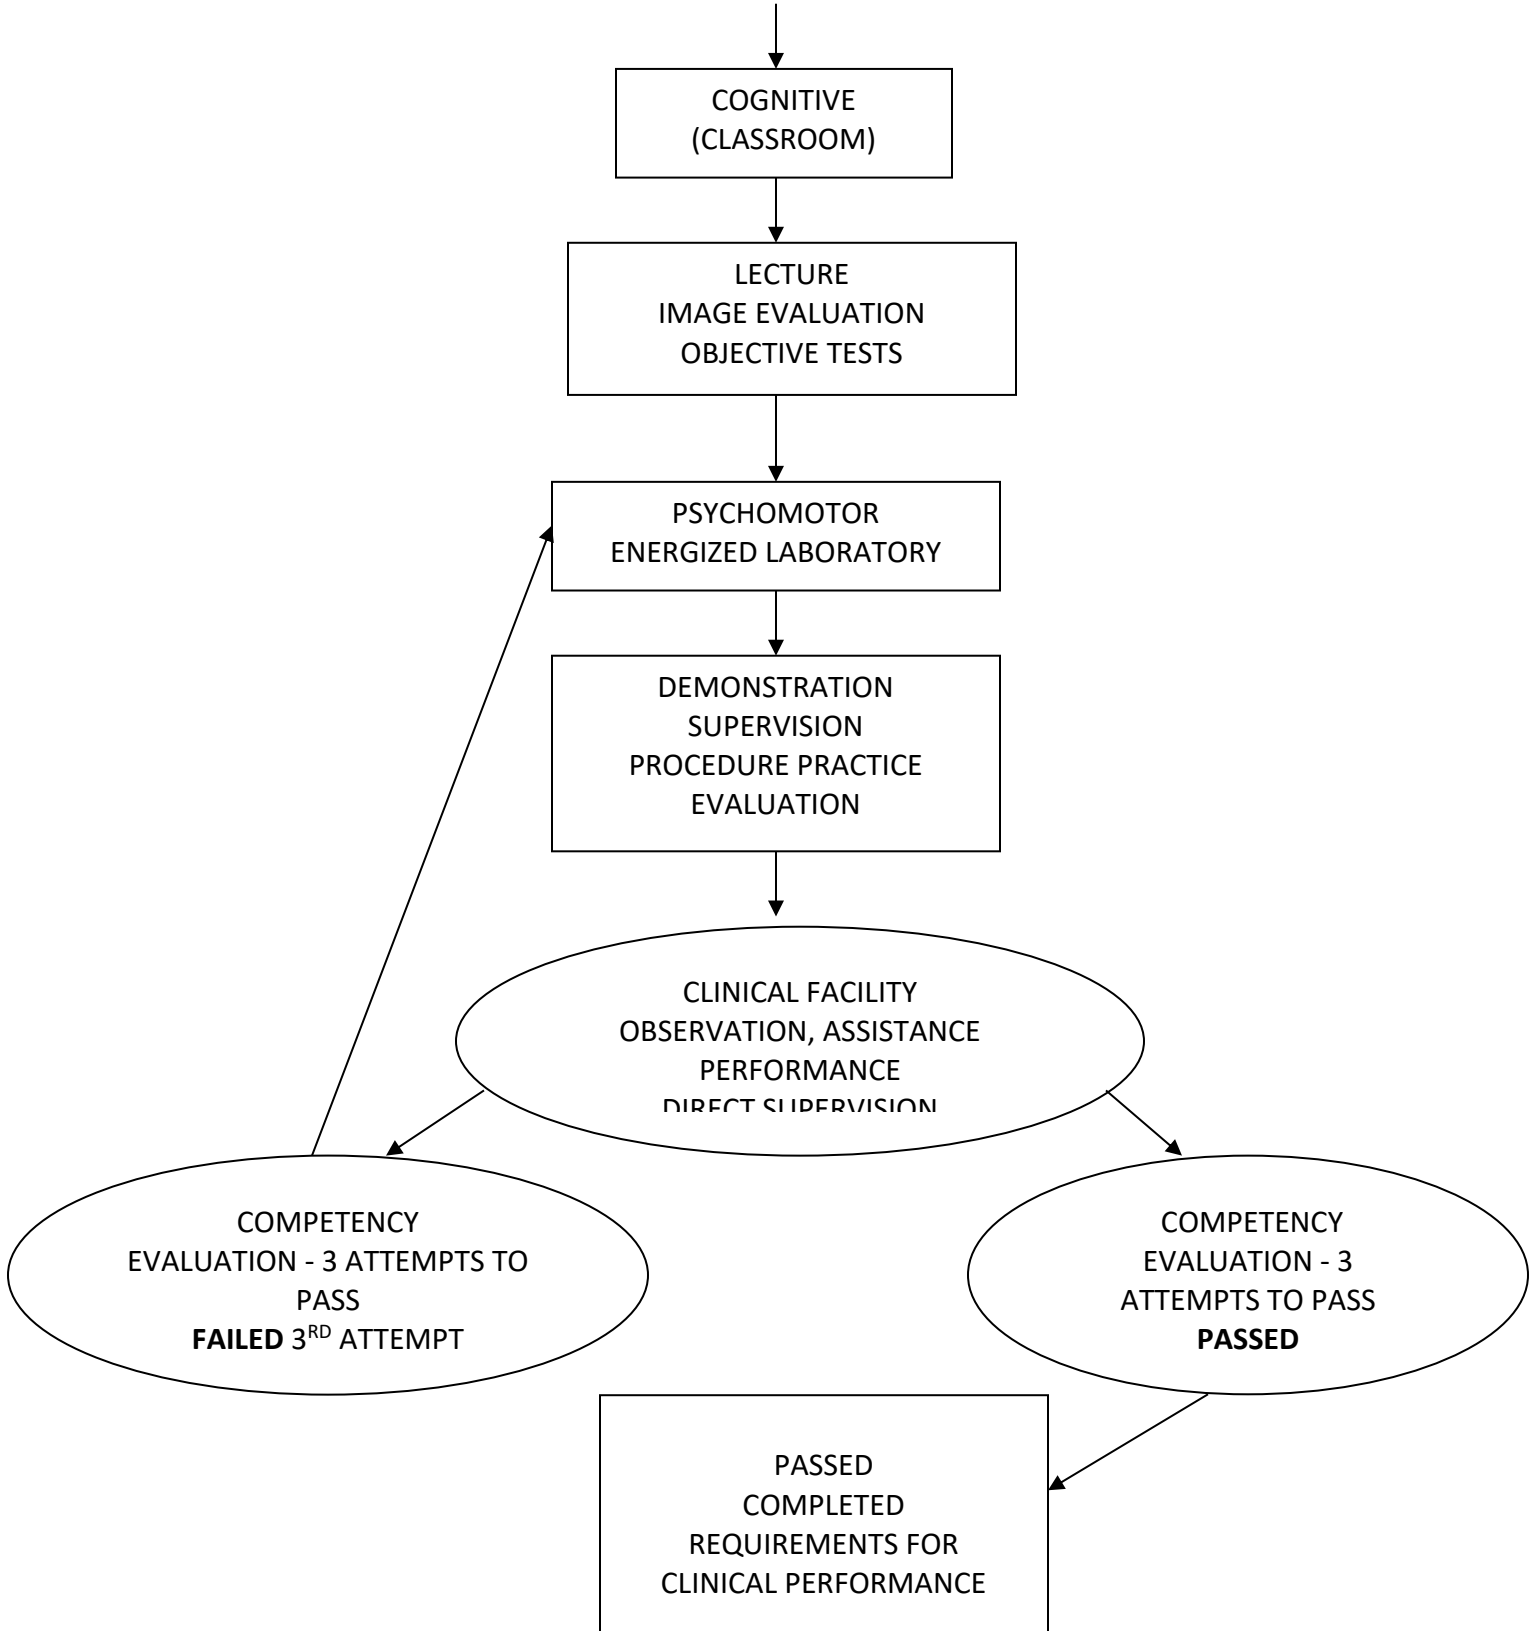 COGNITIVE
(CLASSROOM)
LECTURE
IMAGE EVALUATION
OBJECTIVE TESTS
PSYCHOMOTOR
ENERGIZED LABORATORY
DEMONSTRATION
SUPERVISION
PROCEDURE PRACTICE
EVALUATION
CLINICAL FACILITY
OBSERVATION, ASSISTANCE
PERFORMANCE
DIRECT SUPERVISION
COMPETENCY
EVALUATION - 3 ATTEMPTS TO
PASS
FAILED 3RD ATTEMPT
COMPETENCY
EVALUATION - 3
ATTEMPTS TO PASS
PASSED
PASSED
COMPLETED
REQUIREMENTS FOR
CLINICAL PERFORMANCE